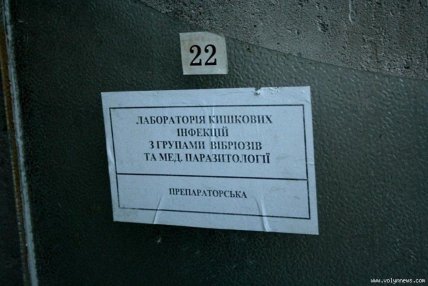 22
ЛАБОРАТОРІЯ КИШКОВИХ
ІНФЕКЦІЙ
З ГРУПАМИ ВІБРІОЗІВ
ТА МЕД. ПАРАЗИТОЛОГІЇ
ПРЕПАРАТОРСЬКА
www.volynnews.com